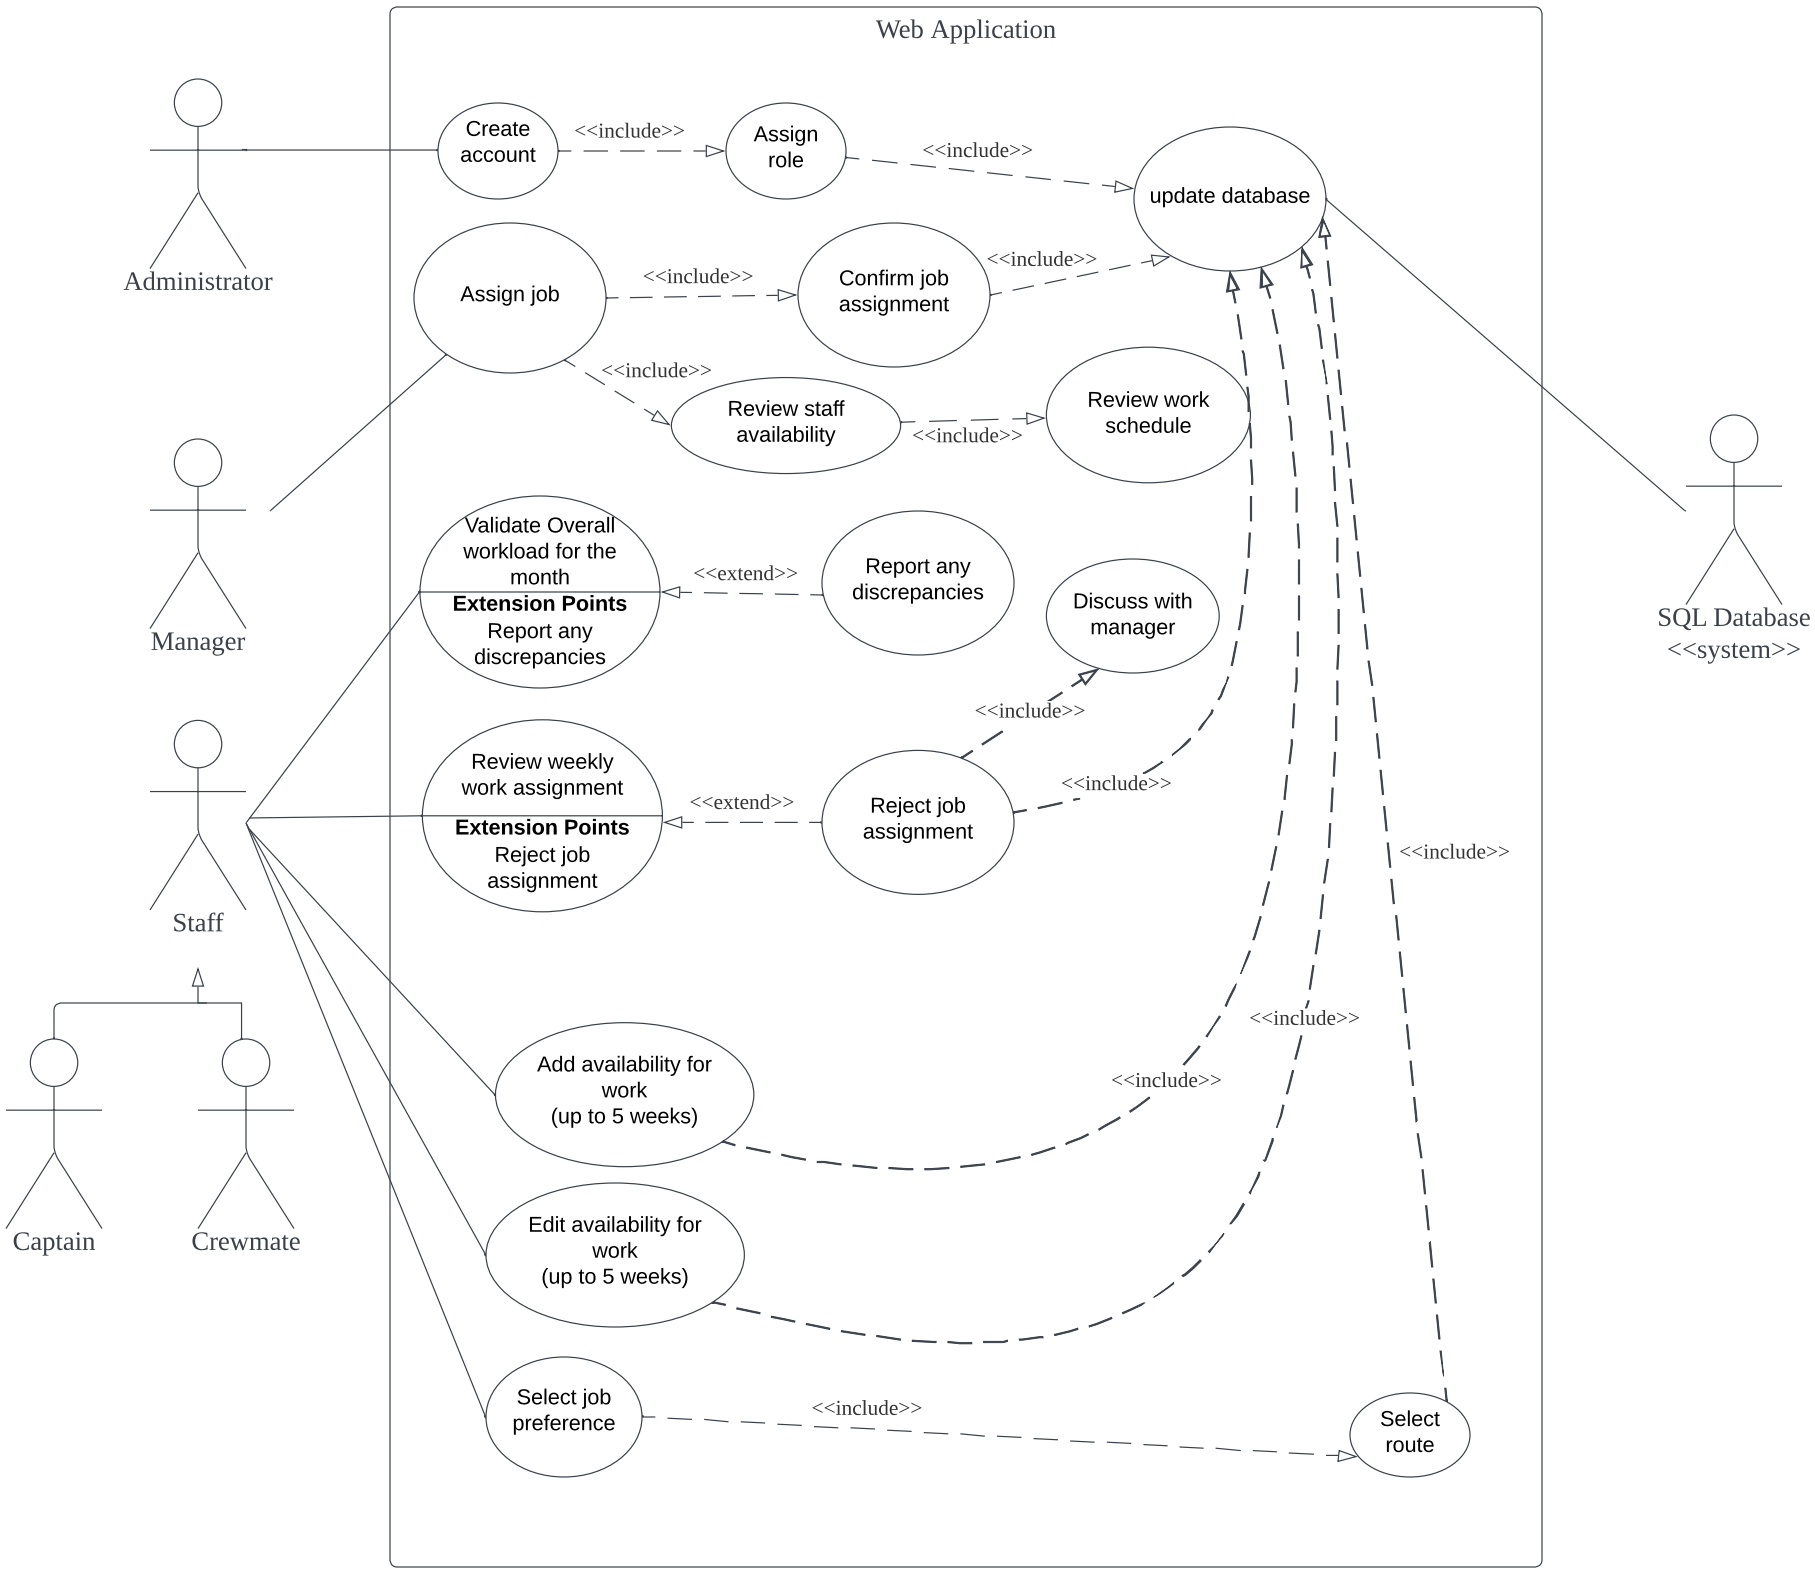 Web Application
Create
account
<<include>>
Assign
role
<<include>>
update database
Administrator
Assign job
<<include>>
Confirm job
assignment
<<include>>
<<include>>
Review staff
availability
<<include>>
Review work
schedule
Manager
Validate Overall
workload for the
month
Extension Points
Report any
discrepancies
<<extend>>
Report any
discrepancies
Discuss with
manager
SQL Database
<<system>>
<<include>>
Review weekly
work assignment
Extension Points
Reject job
assignment
<<extend>>
Reject job
assignment
<<include>>
<<include>>
Staff
<<include>>
Add availability for
work
(up to 5 weeks)
<<include>>
Captain
Crewmate
Edit availability for
work
(up to 5 weeks)
Select job
preference
<<include>>
Select
route